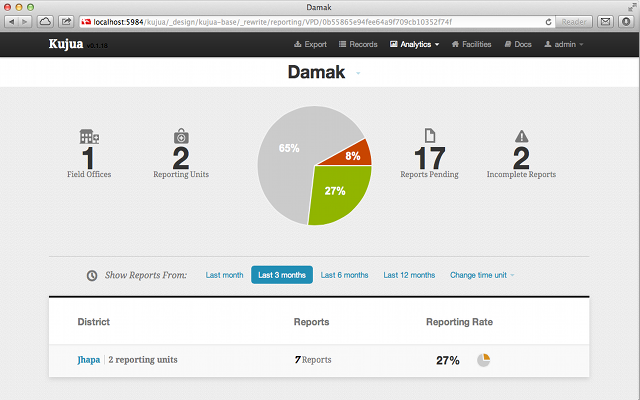 Damak
localhost:5984/kujua/_design/kujua-base/_rewrite/reporting/VPD/0b55865e94fee64a9f709cb10352f74f
Reader
Kujua v0.1.18 Export Records Analytics Facilities Docs admin
Damak
65%
8%
27%
1
Field Offices
2
Reporting Units
17
Reports Pending
2
Incomplete Reports
Show Reports From: Last month Last 3 months Last 6 months Last 12 months Change time unit
District Reports Reporting Rate
Jhapa | 2 reporting units 7 Reports 27%